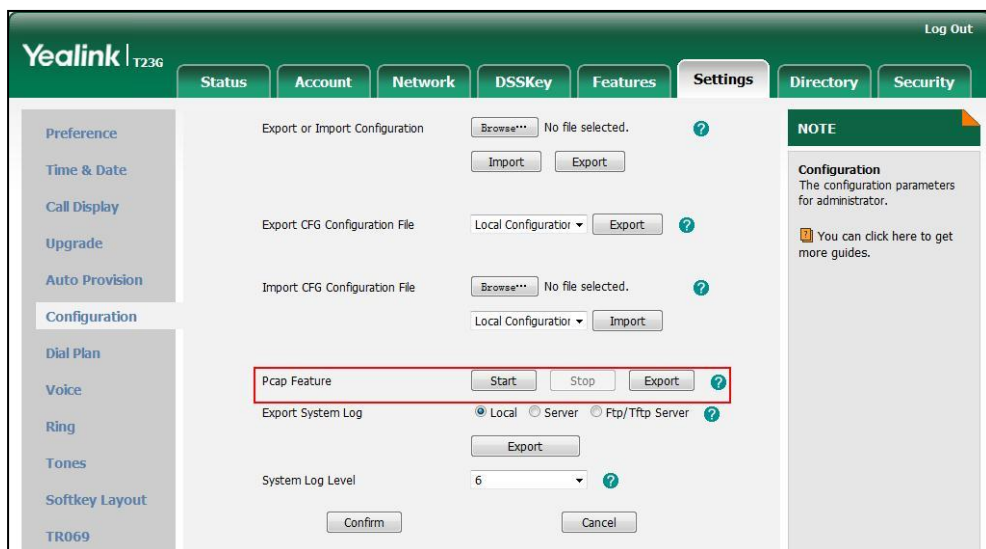 Log Out
Yealink T23G
Status Account Network DSSKey Features Settings Directory Security
Preference
Time & Date
Call Display
Upgrade
Auto Provision
Configuration
Dial Plan
Voice
Ring
Tones
Softkey Layout
TR069
Export or Import Configuration Browse... No file selected. ?
Import Export
Export CFG Configuration File Local Configuration Export ?
Import CFG Configuration File Browse... No file selected. ?
Local Configuration Import
Pcap Feature Start Stop Export ?
Export System Log Local Server Ftp/Tftp Server ?
Export
System Log Level 6 ?
Confirm Cancel
NOTE
Configuration
The configuration parameters
for administrator.
? You can click here to get
more guides.